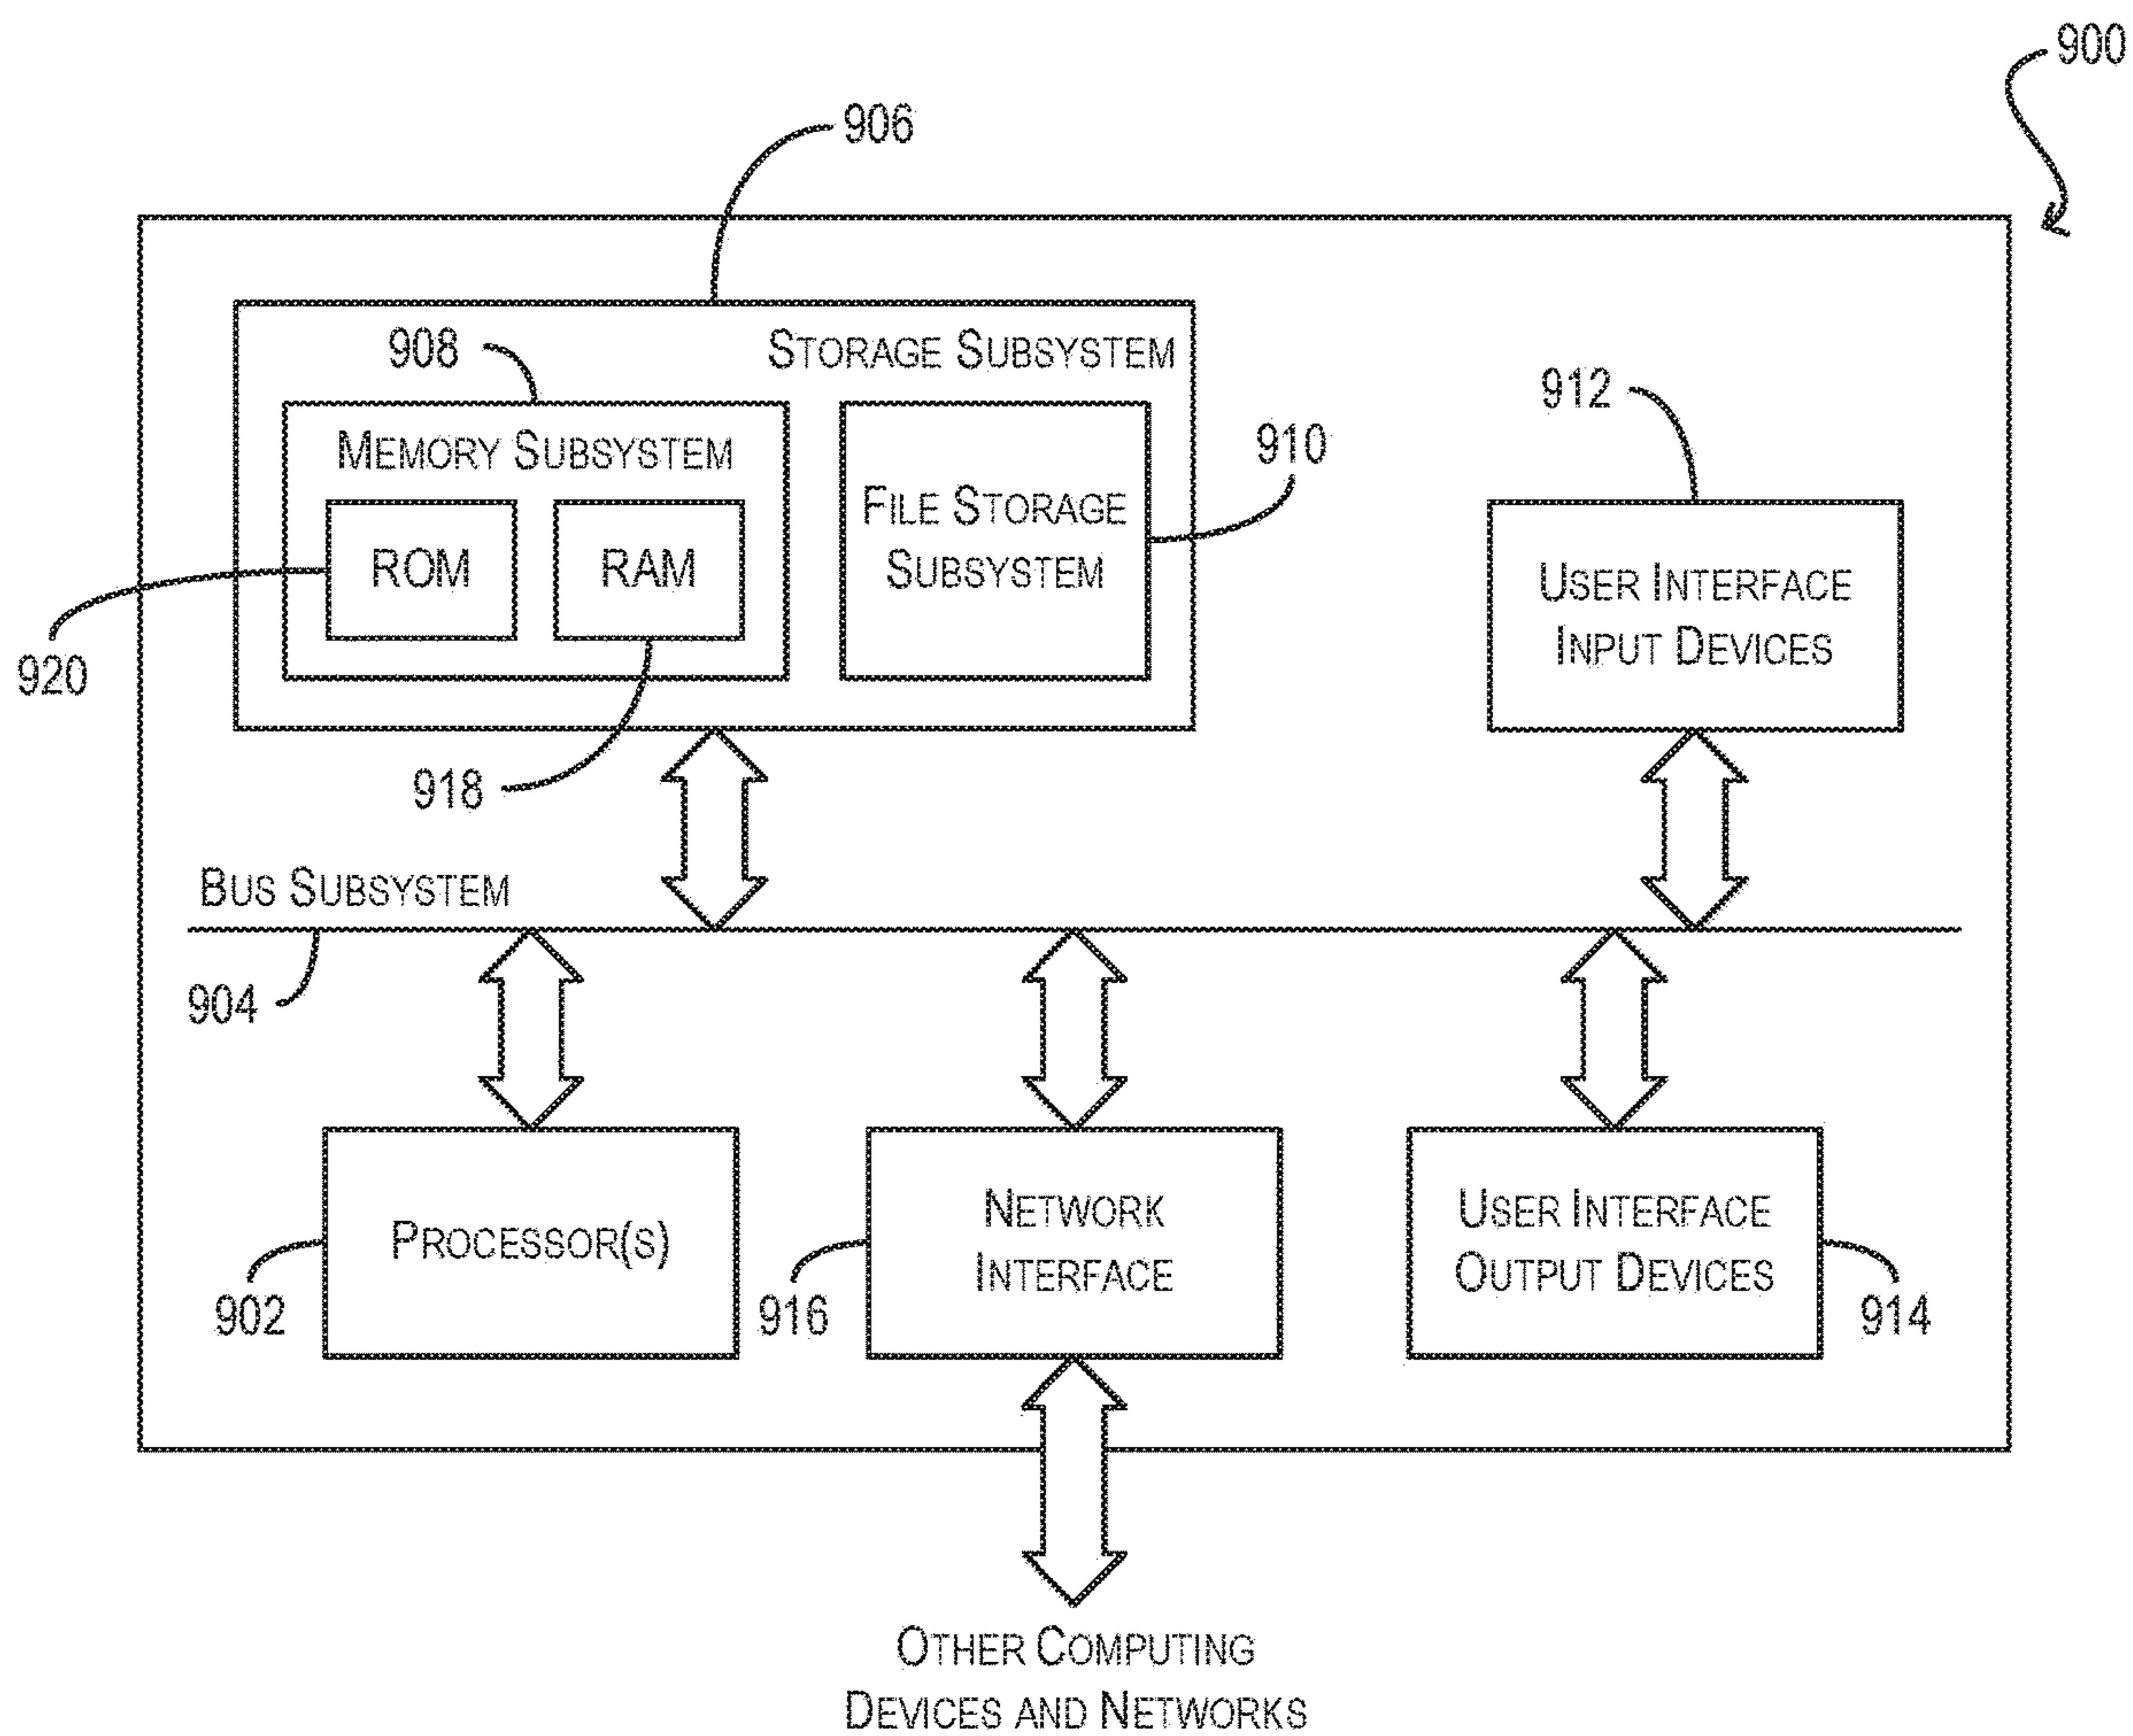 900
906
908
STORAGE SUBSYSTEM
912
MEMORY SUBSYSTEM
910
FILE STORAGE
SUBSYSTEM
ROM
RAM
USER INTERFACE
INPUT DEVICES
920
918
BUS SUBSYSTEM
904
PROCESSOR(S)
NETWORK
INTERFACE
USER INTERFACE
OUTPUT DEVICES
902
916
914
OTHER COMPUTING
DEVICES AND NETWORKS